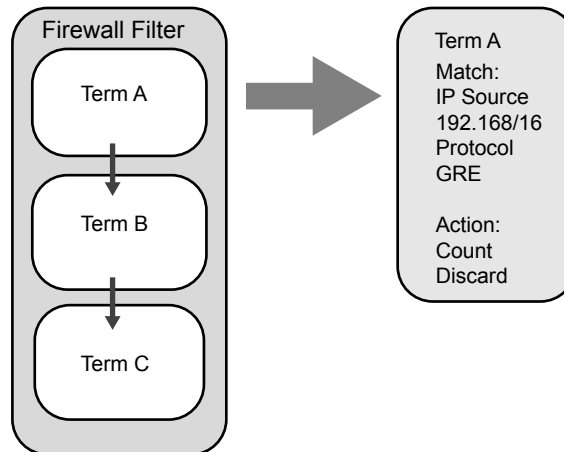 Firewall Filter
Term A
Term B
Term C
Term A
Match:
IP Source
192.168/16
Protocol
GRE
Action:
Count
Discard